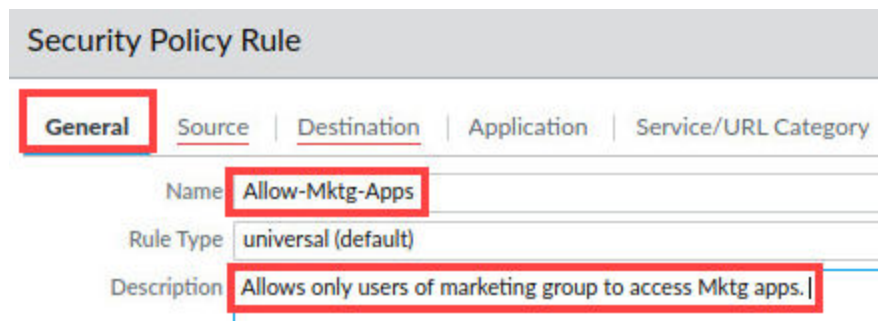 Security Policy Rule
General Source Destination Application Service/URL Category
Name Allow-Mktg-Apps
Rule Type universal (default)
Description Allows only users of marketing group to access Mktg apps.